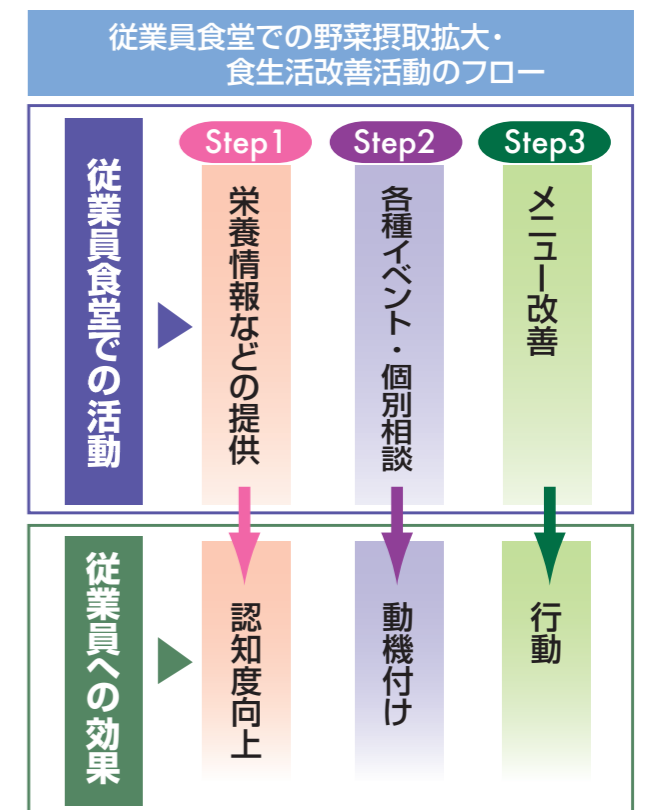 従業員食堂での野菜摂取拡大・
食生活改善活動のフロー
従業員食堂での活動
Step1
栄養情報などの提供
Step2
各種イベント・個別相談
Step3
メニュー改善
従業員への効果
認知度向上
動機付け
行動